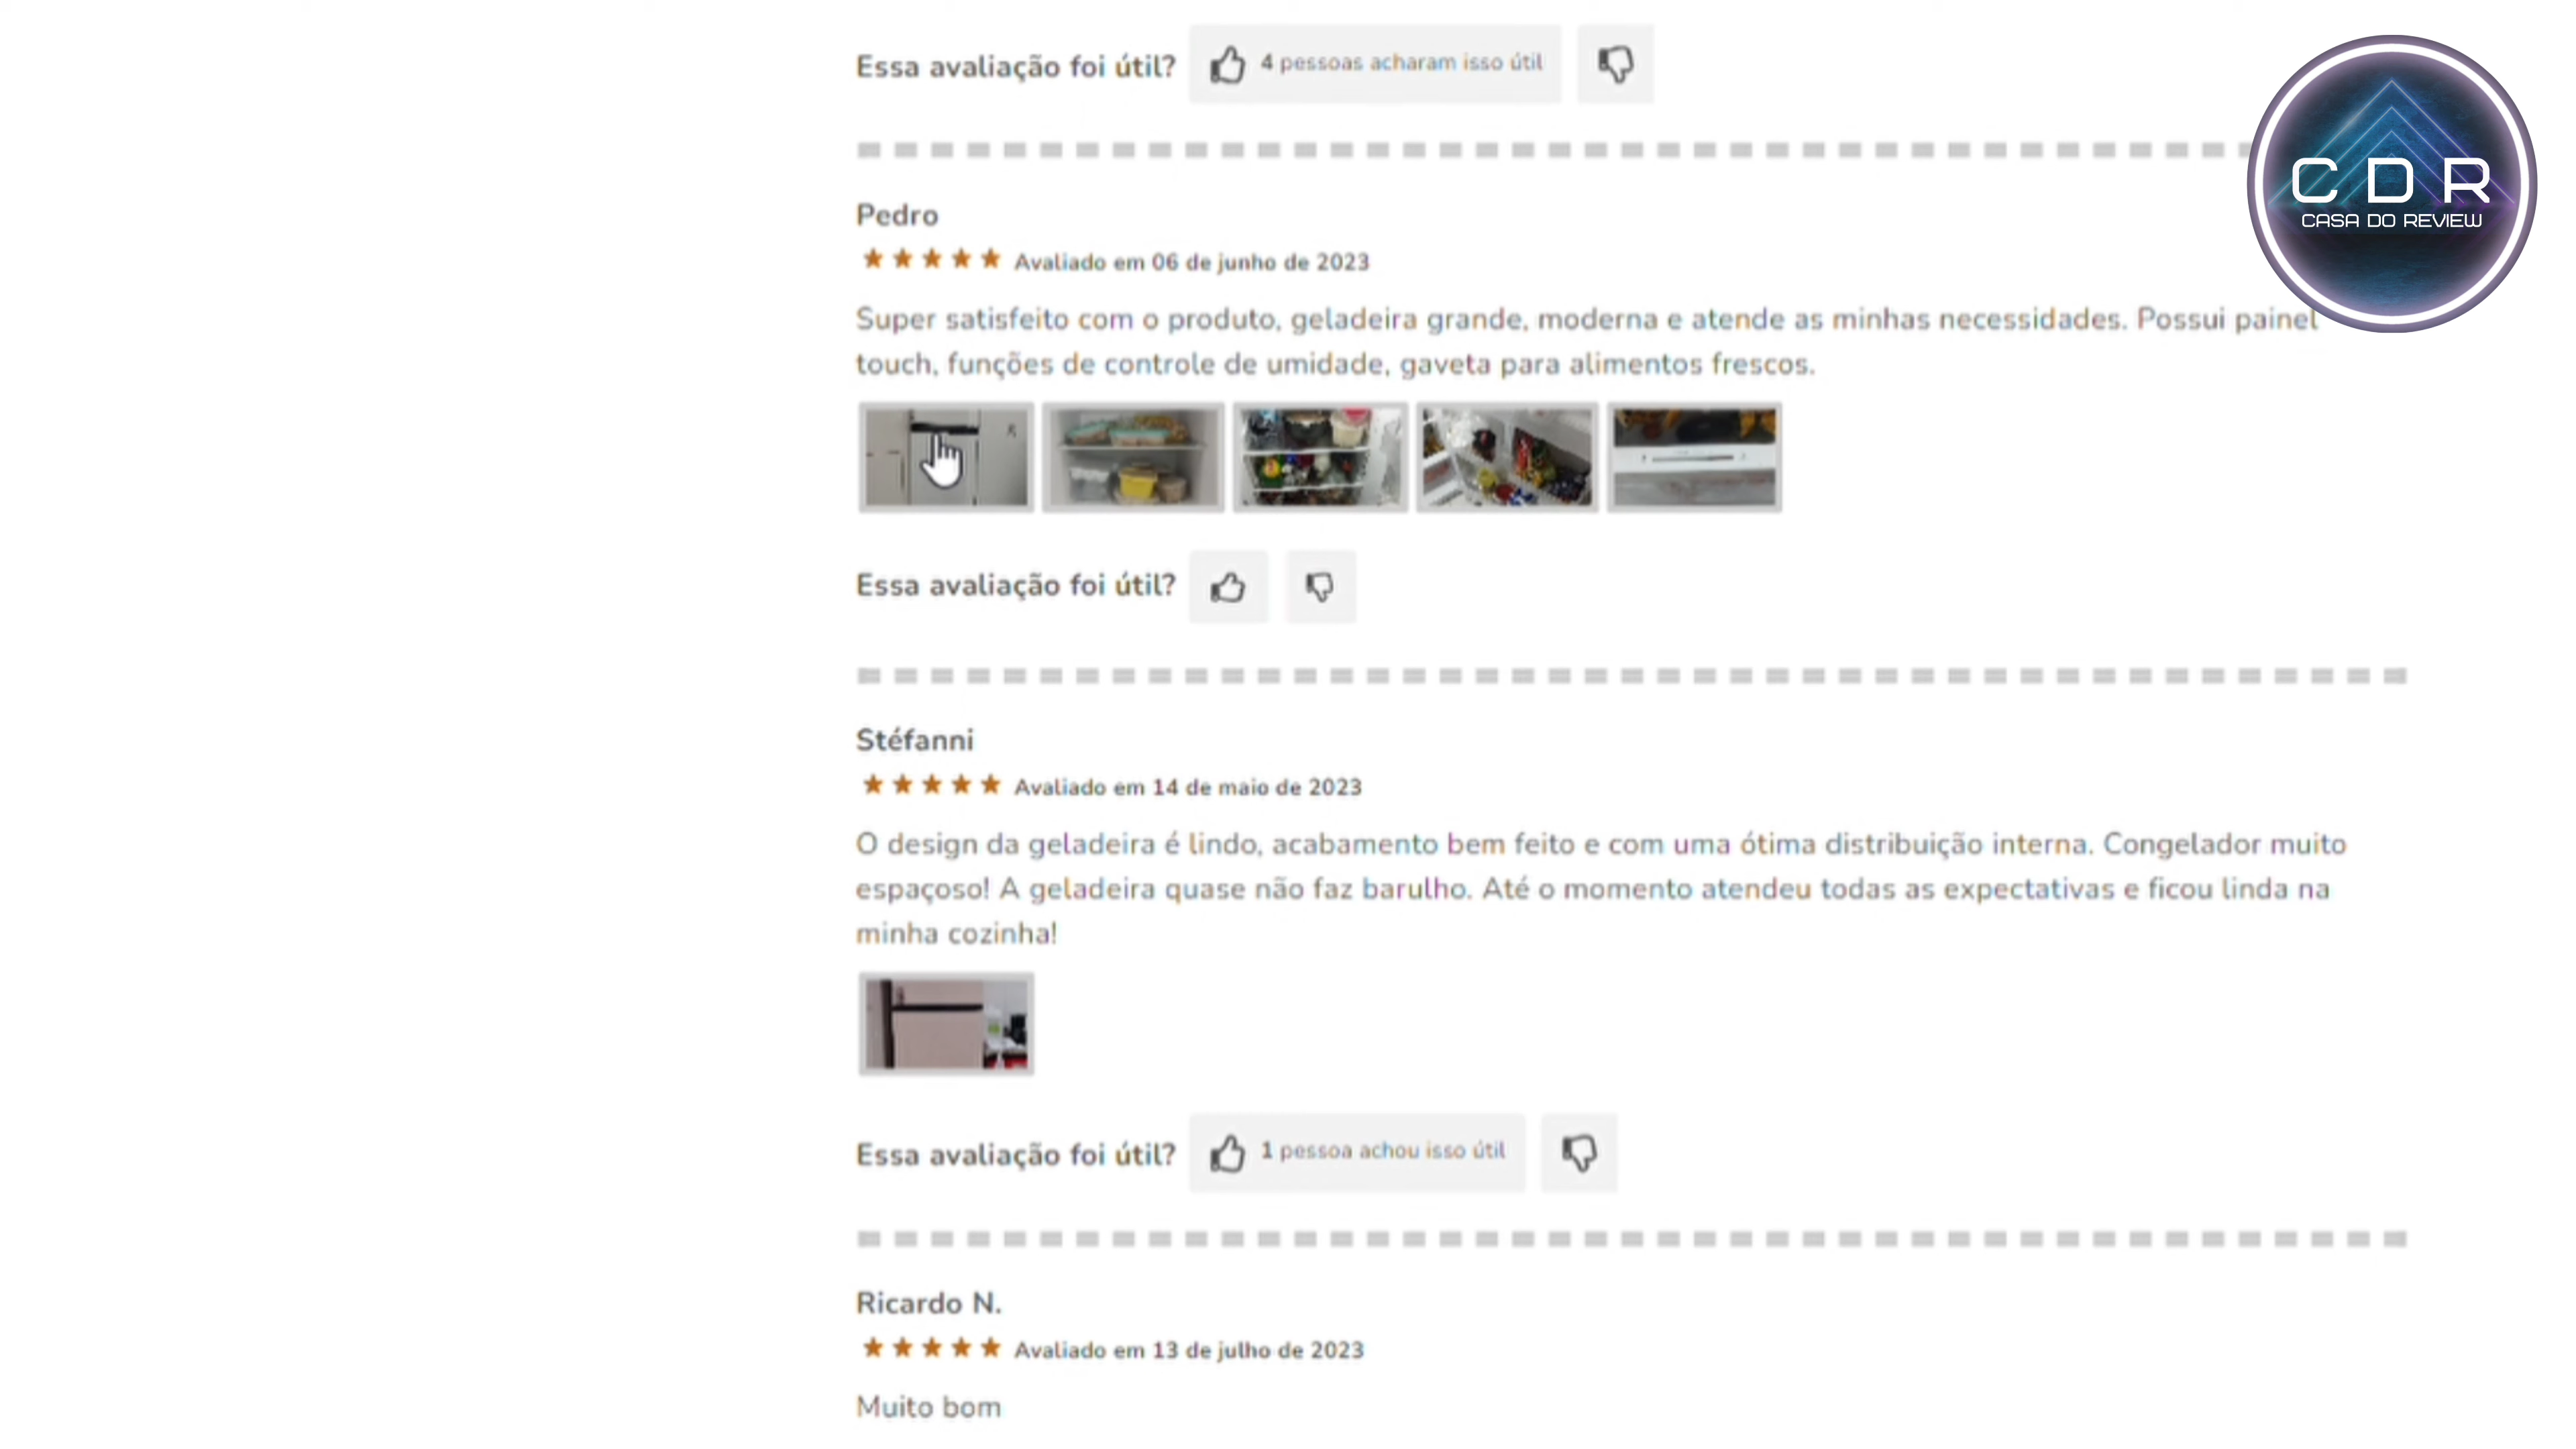 Essa avaliação foi útil? 4 pessoas acharam isso útil
CDR
CASA DO REVIEW
Pedro
Avaliado em 06 de junho de 2023
Super satisfeito com o produto, geladeira grande, moderna e atende as minhas necessidades. Possui painel
touch, funções de controle de umidade, gaveta para alimentos frescos.
Essa avaliação foi útil?
Stéfanni
Avaliado em 14 de maio de 2023
O design da geladeira é lindo, acabamento bem feito e com uma ótima distribuição interna. Congelador muito
espaçoso! A geladeira quase não faz barulho. Até o momento atendeu todas as expectativas e ficou linda na
minha cozinha!
Essa avaliação foi útil? 1 pessoa achou isso útil
Ricardo N.
Avaliado em 13 de julho de 2023
Muito bom